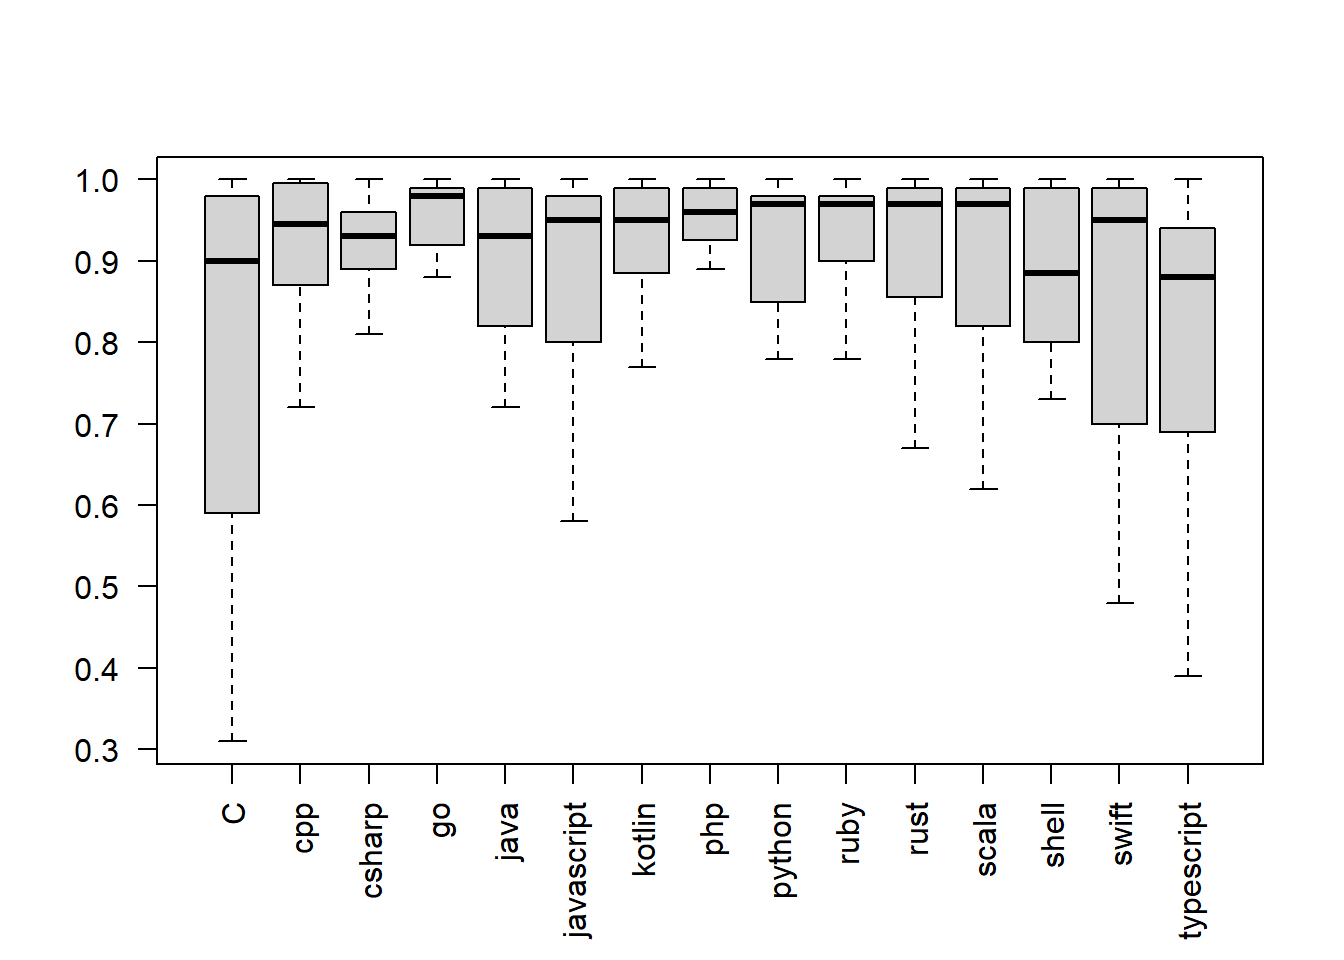 1.0
0.9
0.8
0.7
0.6
0.5
0.4
0.3
C
cpp
csharp
go
java
javascript
kotlin
php
python
ruby
rust
scala
shell
swift
typescript